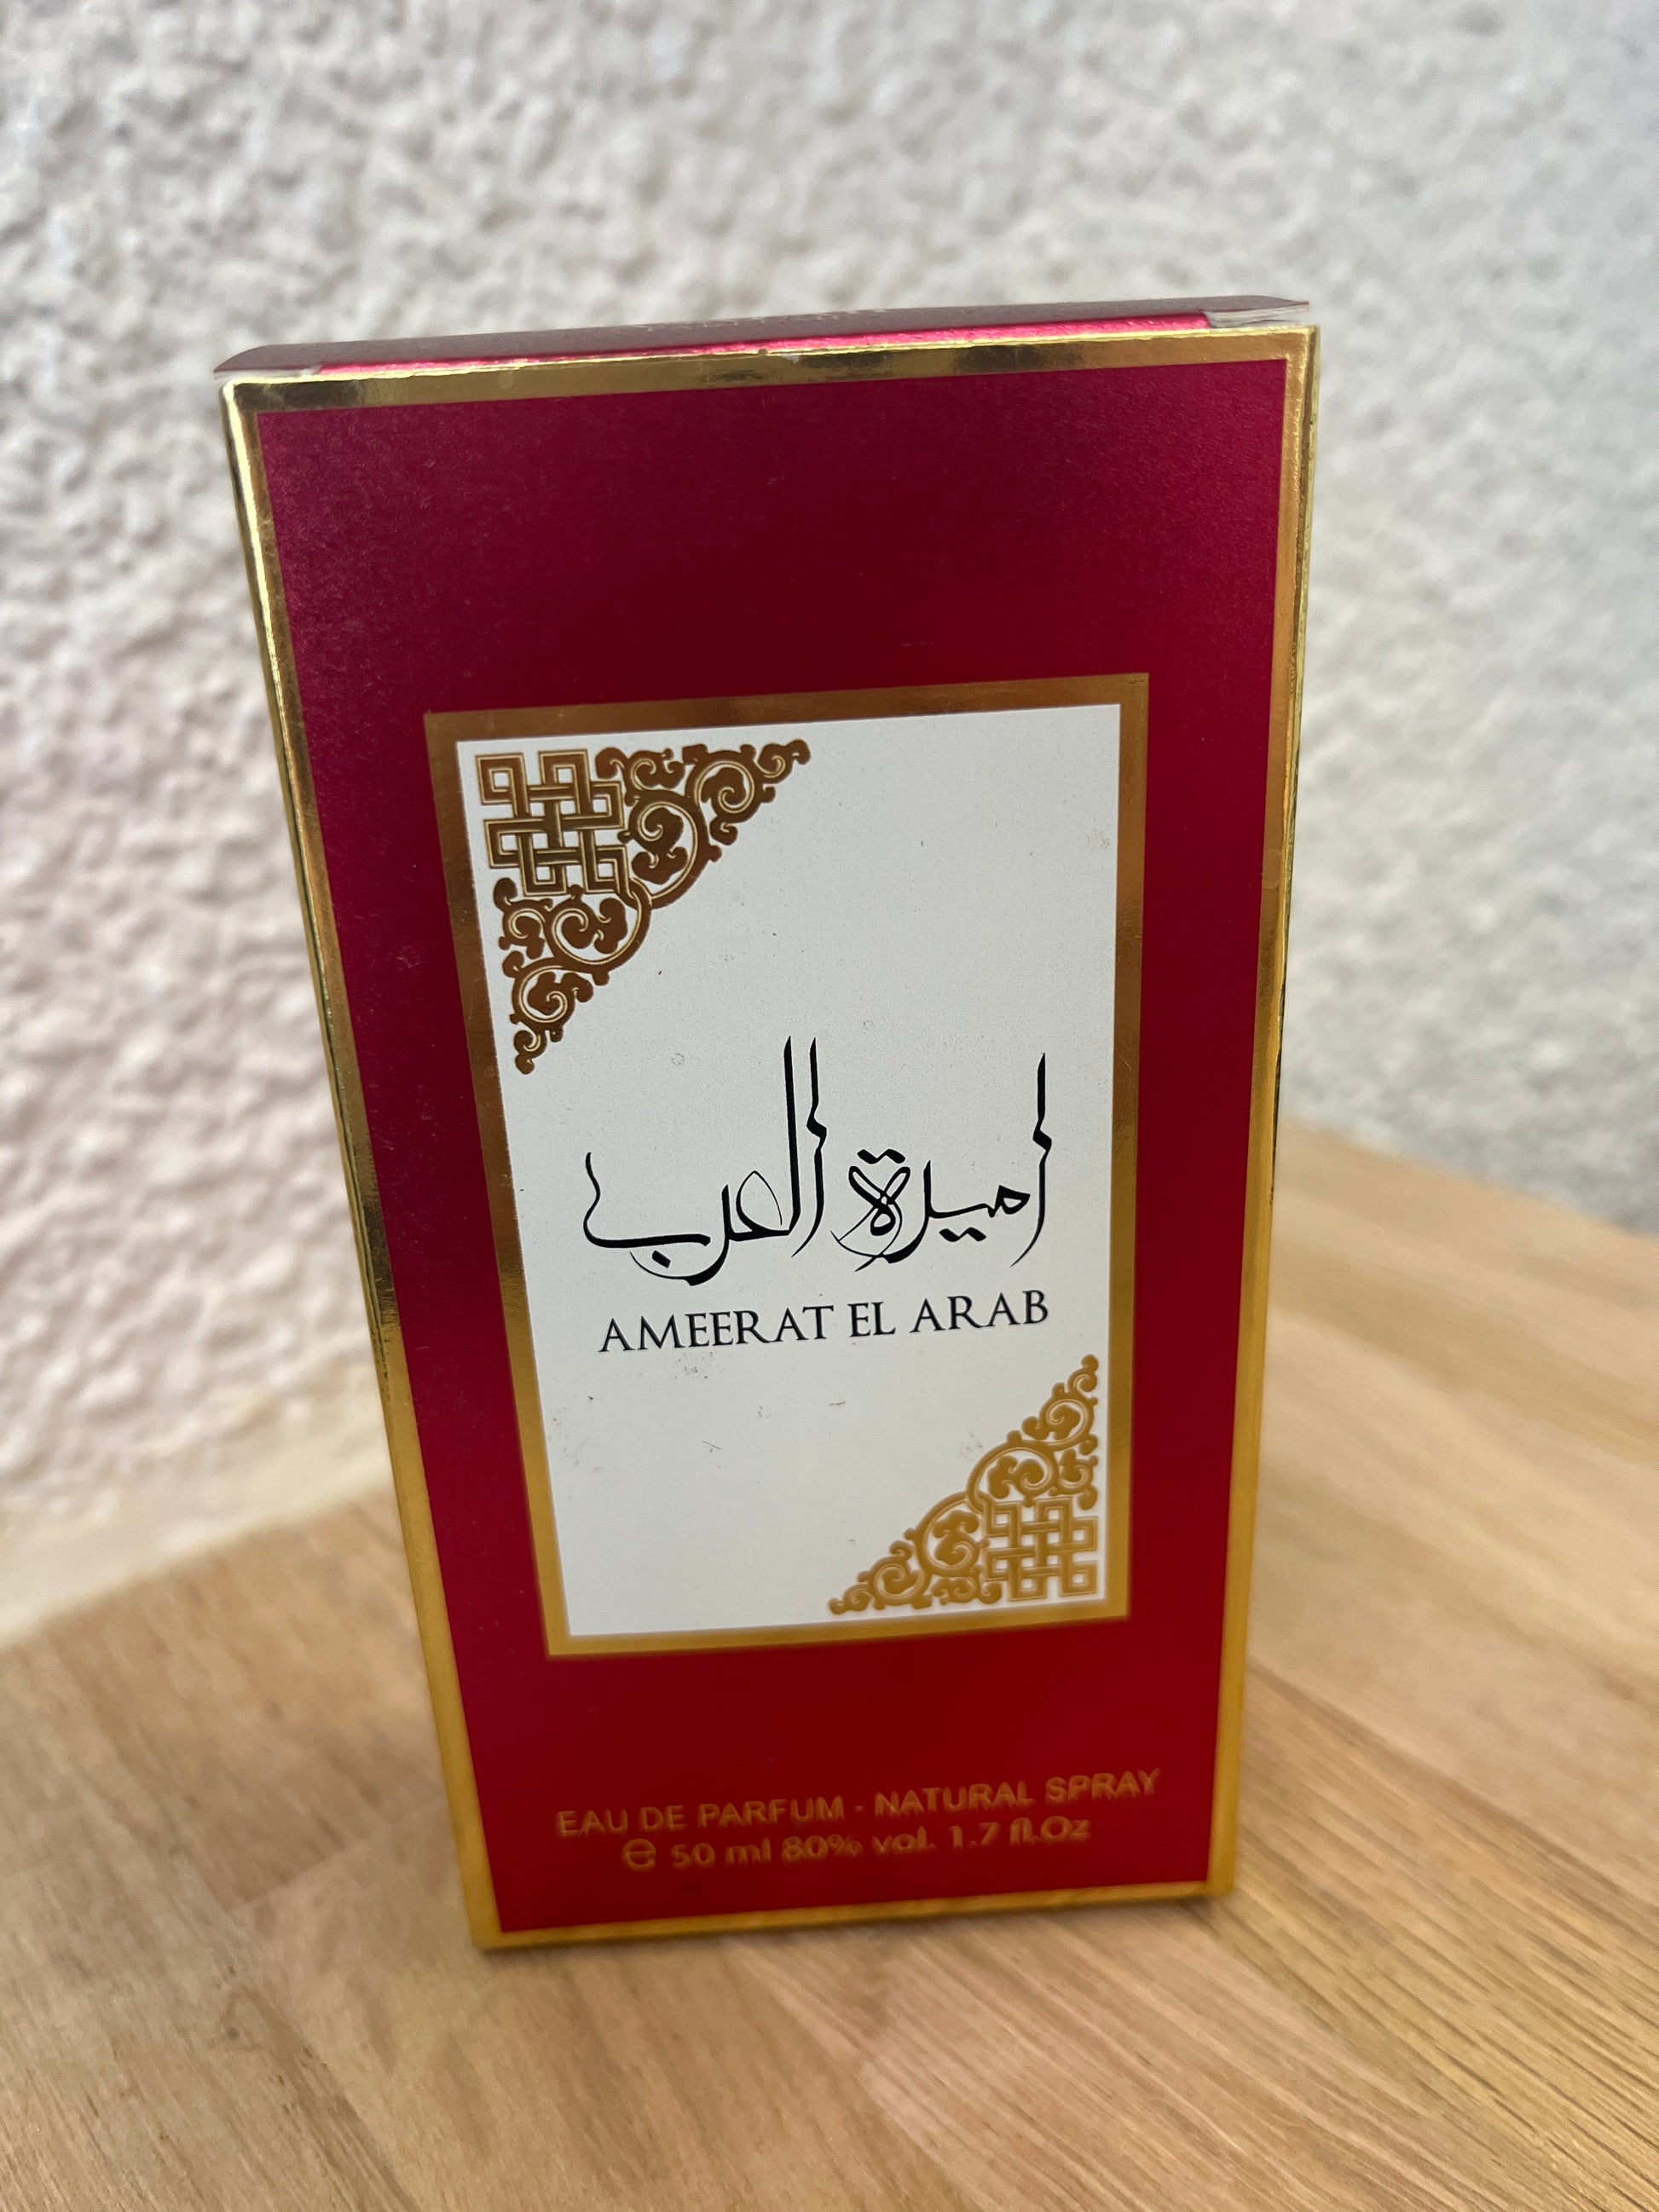 اميرة العرب
AMEERAT EL ARAB
EAU DE PARFUM - NATURAL SPRAY
℮ 50 ml 80% vol. 1.7 fl.Oz